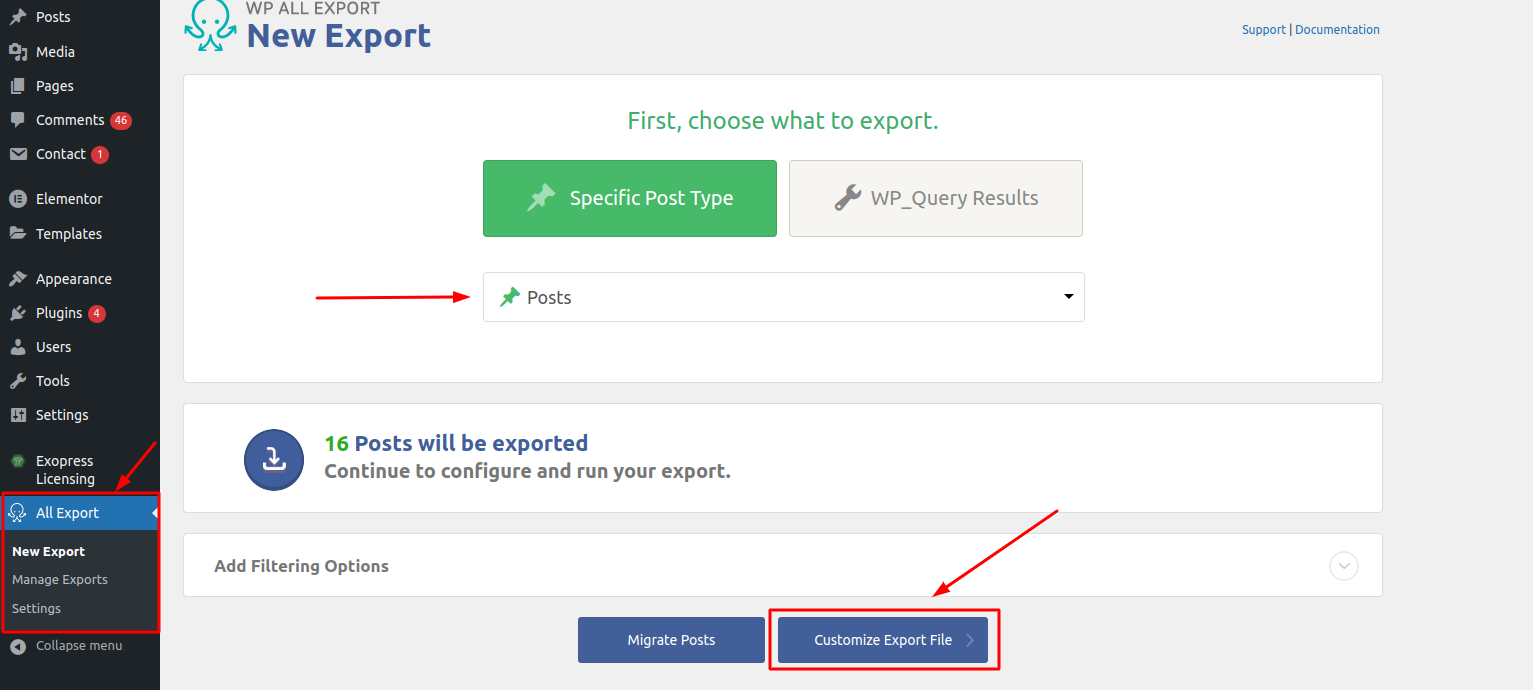 Posts
Media
Pages
Comments 46
Contact 1
Elementor
Templates
Appearance
Plugins 4
Users
Tools
Settings
Exopress
Licensing
All Export
New Export
Manage Exports
Settings
Collapse menu
WP ALL EXPORT
New Export
Support | Documentation
First, choose what to export.
Specific Post Type
WP_Query Results
Posts
16 Posts will be exported
Continue to configure and run your export.
Add Filtering Options
Migrate Posts
Customize Export File